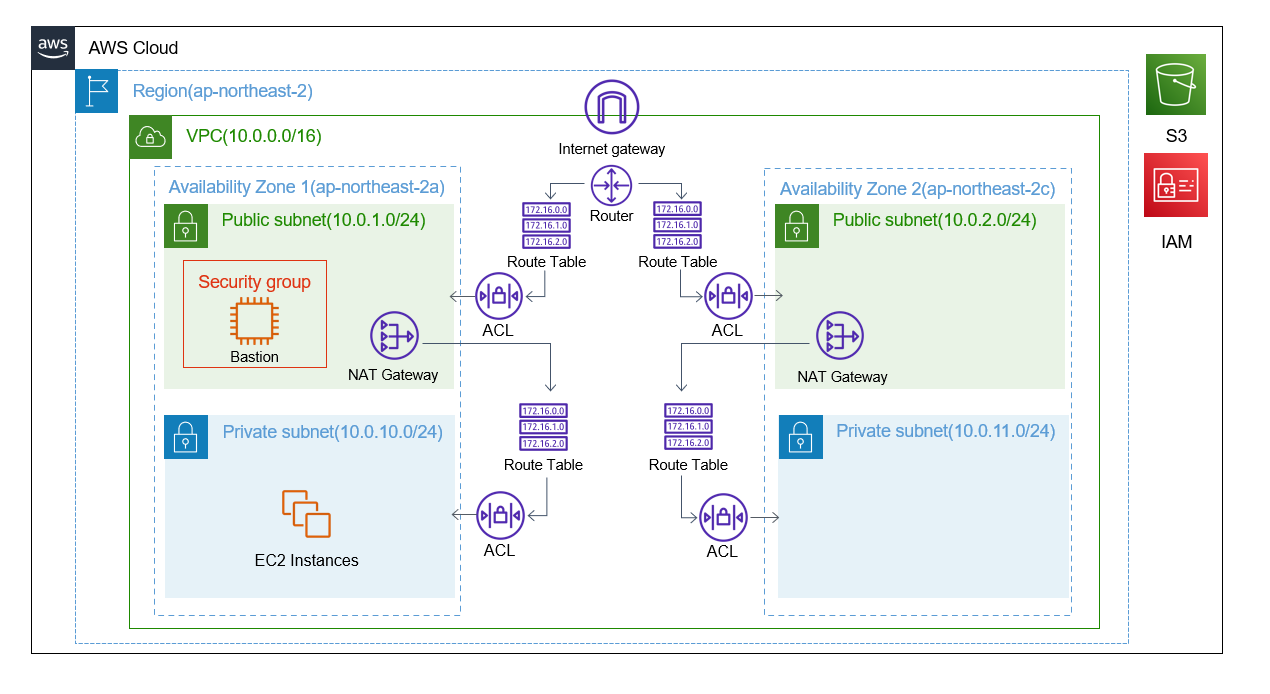 aws
AWS Cloud
Region(ap-northeast-2)
VPC(10.0.0.0/16)
Internet gateway
S3
IAM
Availability Zone 1(ap-northeast-2a)
Router
Availability Zone 2(ap-northeast-2c)
Public subnet(10.0.1.0/24)
172.16.0.0
172.16.1.0
172.16.2.0
Route Table
172.16.0.0
172.16.1.0
172.16.2.0
Route Table
Public subnet(10.0.2.0/24)
Security group
Bastion
ACL
ACL
NAT Gateway
NAT Gateway
Private subnet(10.0.10.0/24)
172.16.0.0
172.16.1.0
172.16.2.0
Route Table
172.16.0.0
172.16.1.0
172.16.2.0
Route Table
Private subnet(10.0.11.0/24)
EC2 Instances
ACL
ACL